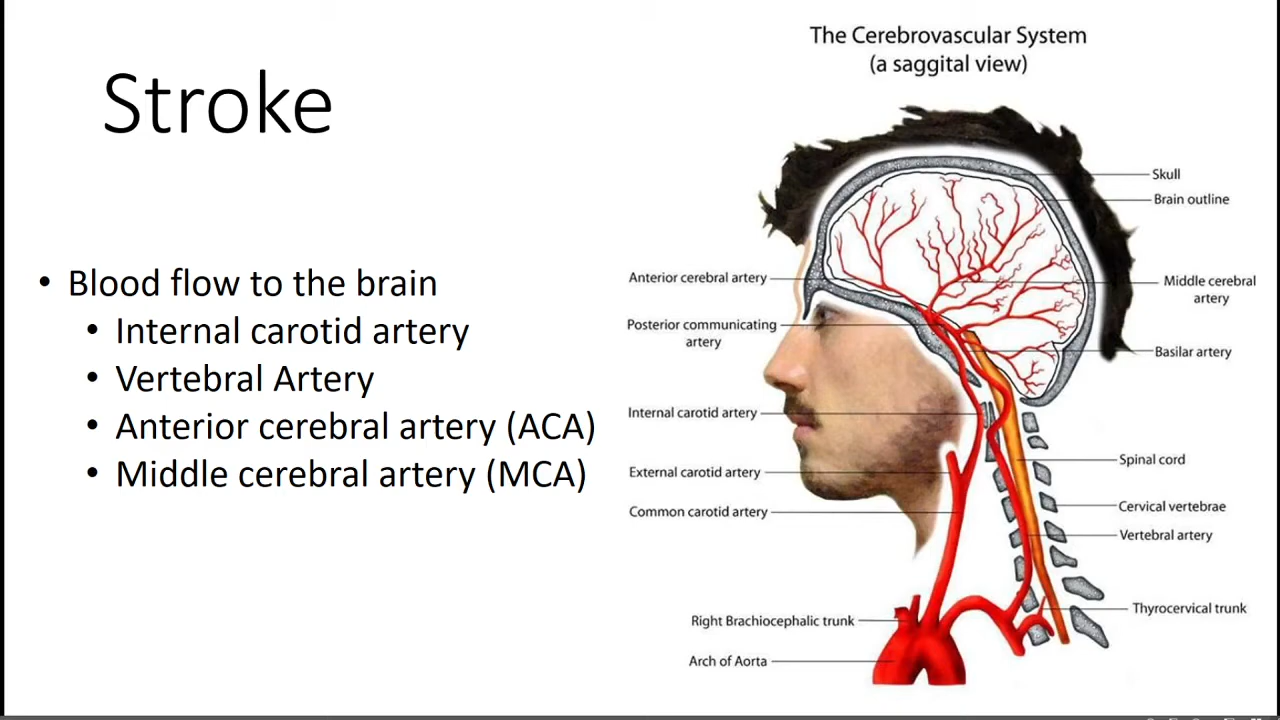 Stroke
• Blood flow to the brain
• Internal carotid artery
• Vertebral Artery
• Anterior cerebral artery (ACA)
• Middle cerebral artery (MCA)
The Cerebrovascular System
(a saggital view)
Anterior cerebral artery
Posterior communicating
artery
Internal carotid artery
External carotid artery
Common carotid artery
Right Brachiocephalic trunk
Arch of Aorta
Skull
Brain outline
Middle cerebral
artery
Basilar artery
Spinal cord
Cervical vertebrae
Vertebral artery
Thyrocervical trunk